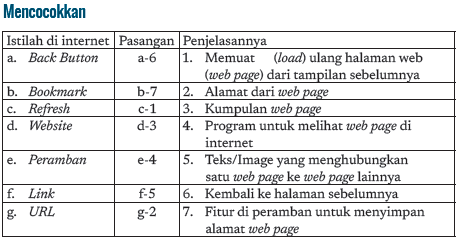 Mencocokkan
Istilah di internet Pasangan Penjelasannya
a. Back Button a-6 1. Memuat (load) ulang halaman web
(web page) dari tampilan sebelumnya
b. Bookmark b-7 2. Alamat dari web page
c. Refresh c-1 3. Kumpulan web page
d. Website d-3 4. Program untuk melihat web page di
internet
e. Peramban e-4 5. Teks/Image yang menghubungkan
satu web page ke web page lainnya
f. Link f-5 6. Kembali ke halaman sebelumnya
g. URL g-2 7. Fitur di peramban untuk menyimpan
alamat web page